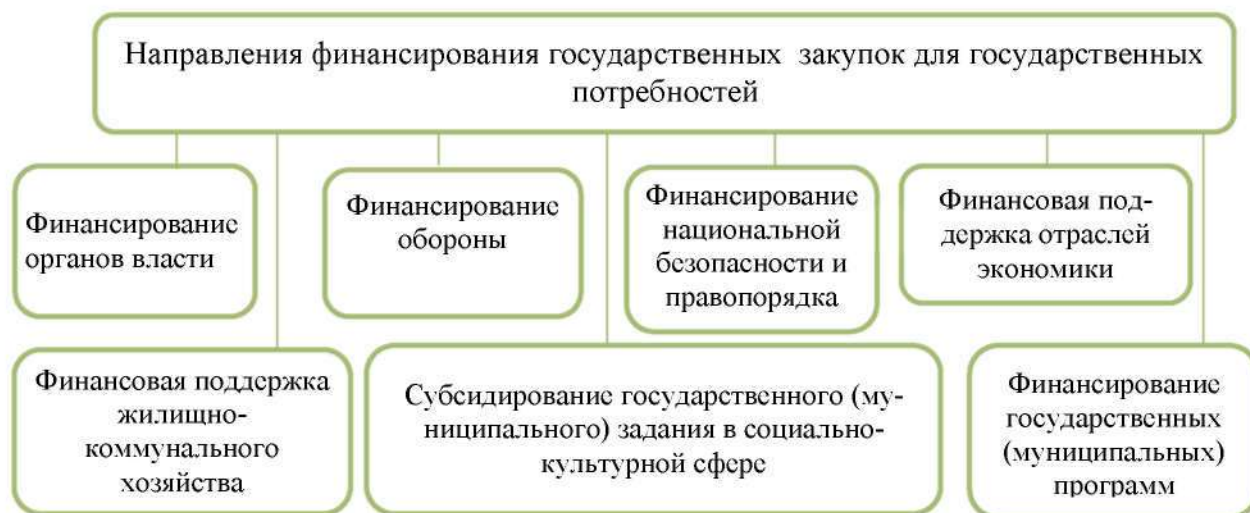 Направления финансирования государственных закупок для государственных
потребностей
Финансирование
органов власти
Финансирование
обороны
Финансирование
национальной
безопасности и
правопорядка
Финансовая под-
держка отраслей
экономики
Финансовая поддержка
жилищно-
коммунального
хозяйства
Субсидирование государственного (му-
ниципального) задания в социально-
культурной сфере
Финансирование
государственных
(муниципальных)
программ